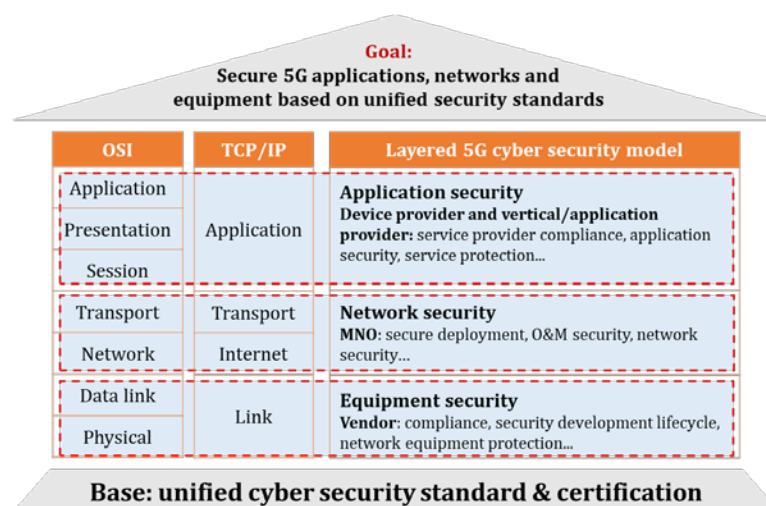 Goal:
Secure 5G applications, networks and
equipment based on unified security standards
OSI
TCP/IP
Layered 5G cyber security model
Application
Presentation
Session
Application
Application security
Device provider and vertical/application
provider: service provider compliance, application
security, service protection...
Transport
Network
Transport
Internet
Network security
MNO: secure deployment, O&M security, network
security...
Data link
Physical
Link
Equipment security
Vendor: compliance, security development lifecycle,
network equipment protection...
Base: unified cyber security standard & certification